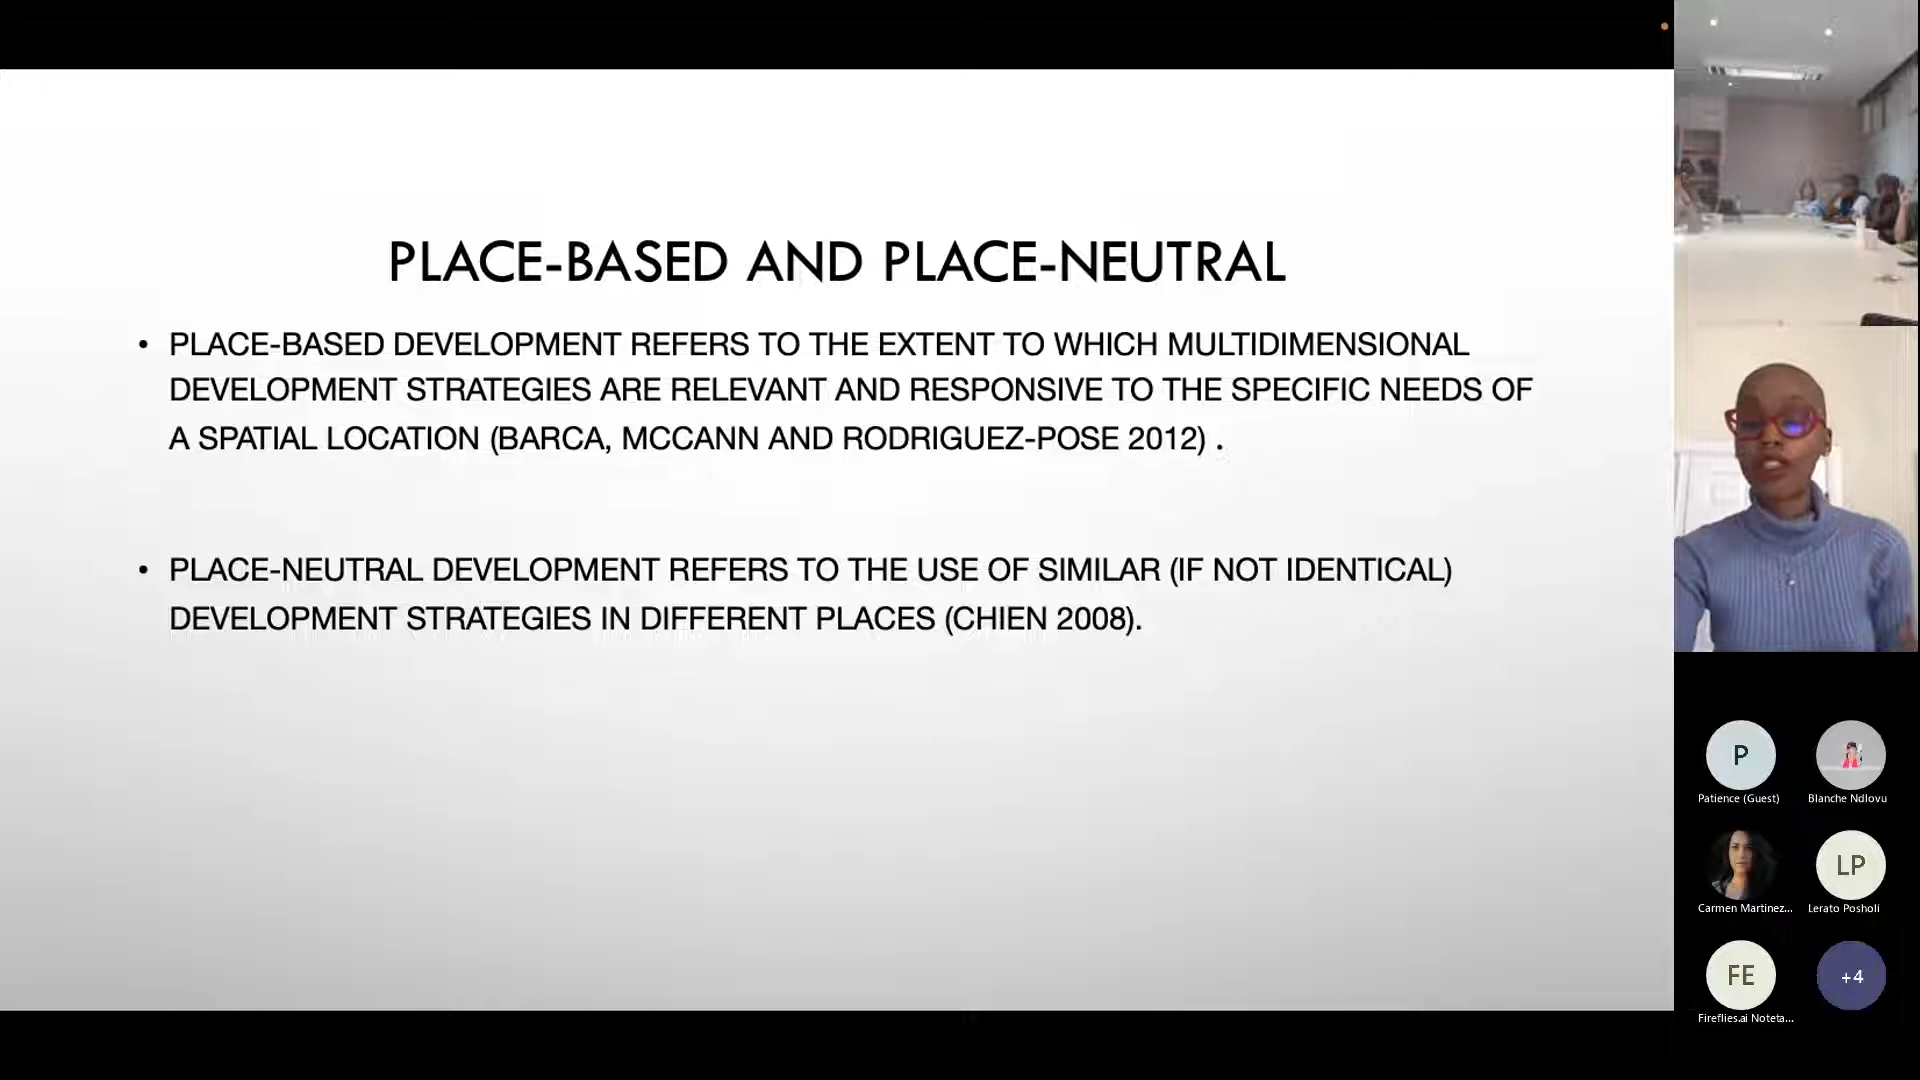 PLACE-BASED AND PLACE-NEUTRAL
• PLACE-BASED DEVELOPMENT REFERS TO THE EXTENT TO WHICH MULTIDIMENSIONAL
DEVELOPMENT STRATEGIES ARE RELEVANT AND RESPONSIVE TO THE SPECIFIC NEEDS OF
A SPATIAL LOCATION (BARCA, MCCANN AND RODRIGUEZ-POSE 2012) .
• PLACE-NEUTRAL DEVELOPMENT REFERS TO THE USE OF SIMILAR (IF NOT IDENTICAL)
DEVELOPMENT STRATEGIES IN DIFFERENT PLACES (CHIEN 2008).
P
Patience (Guest)
Blanche Ndlovu
Carmen Martinez...
LP
Lerato Posholi
FE
Fireflies.ai Noteta...
+4